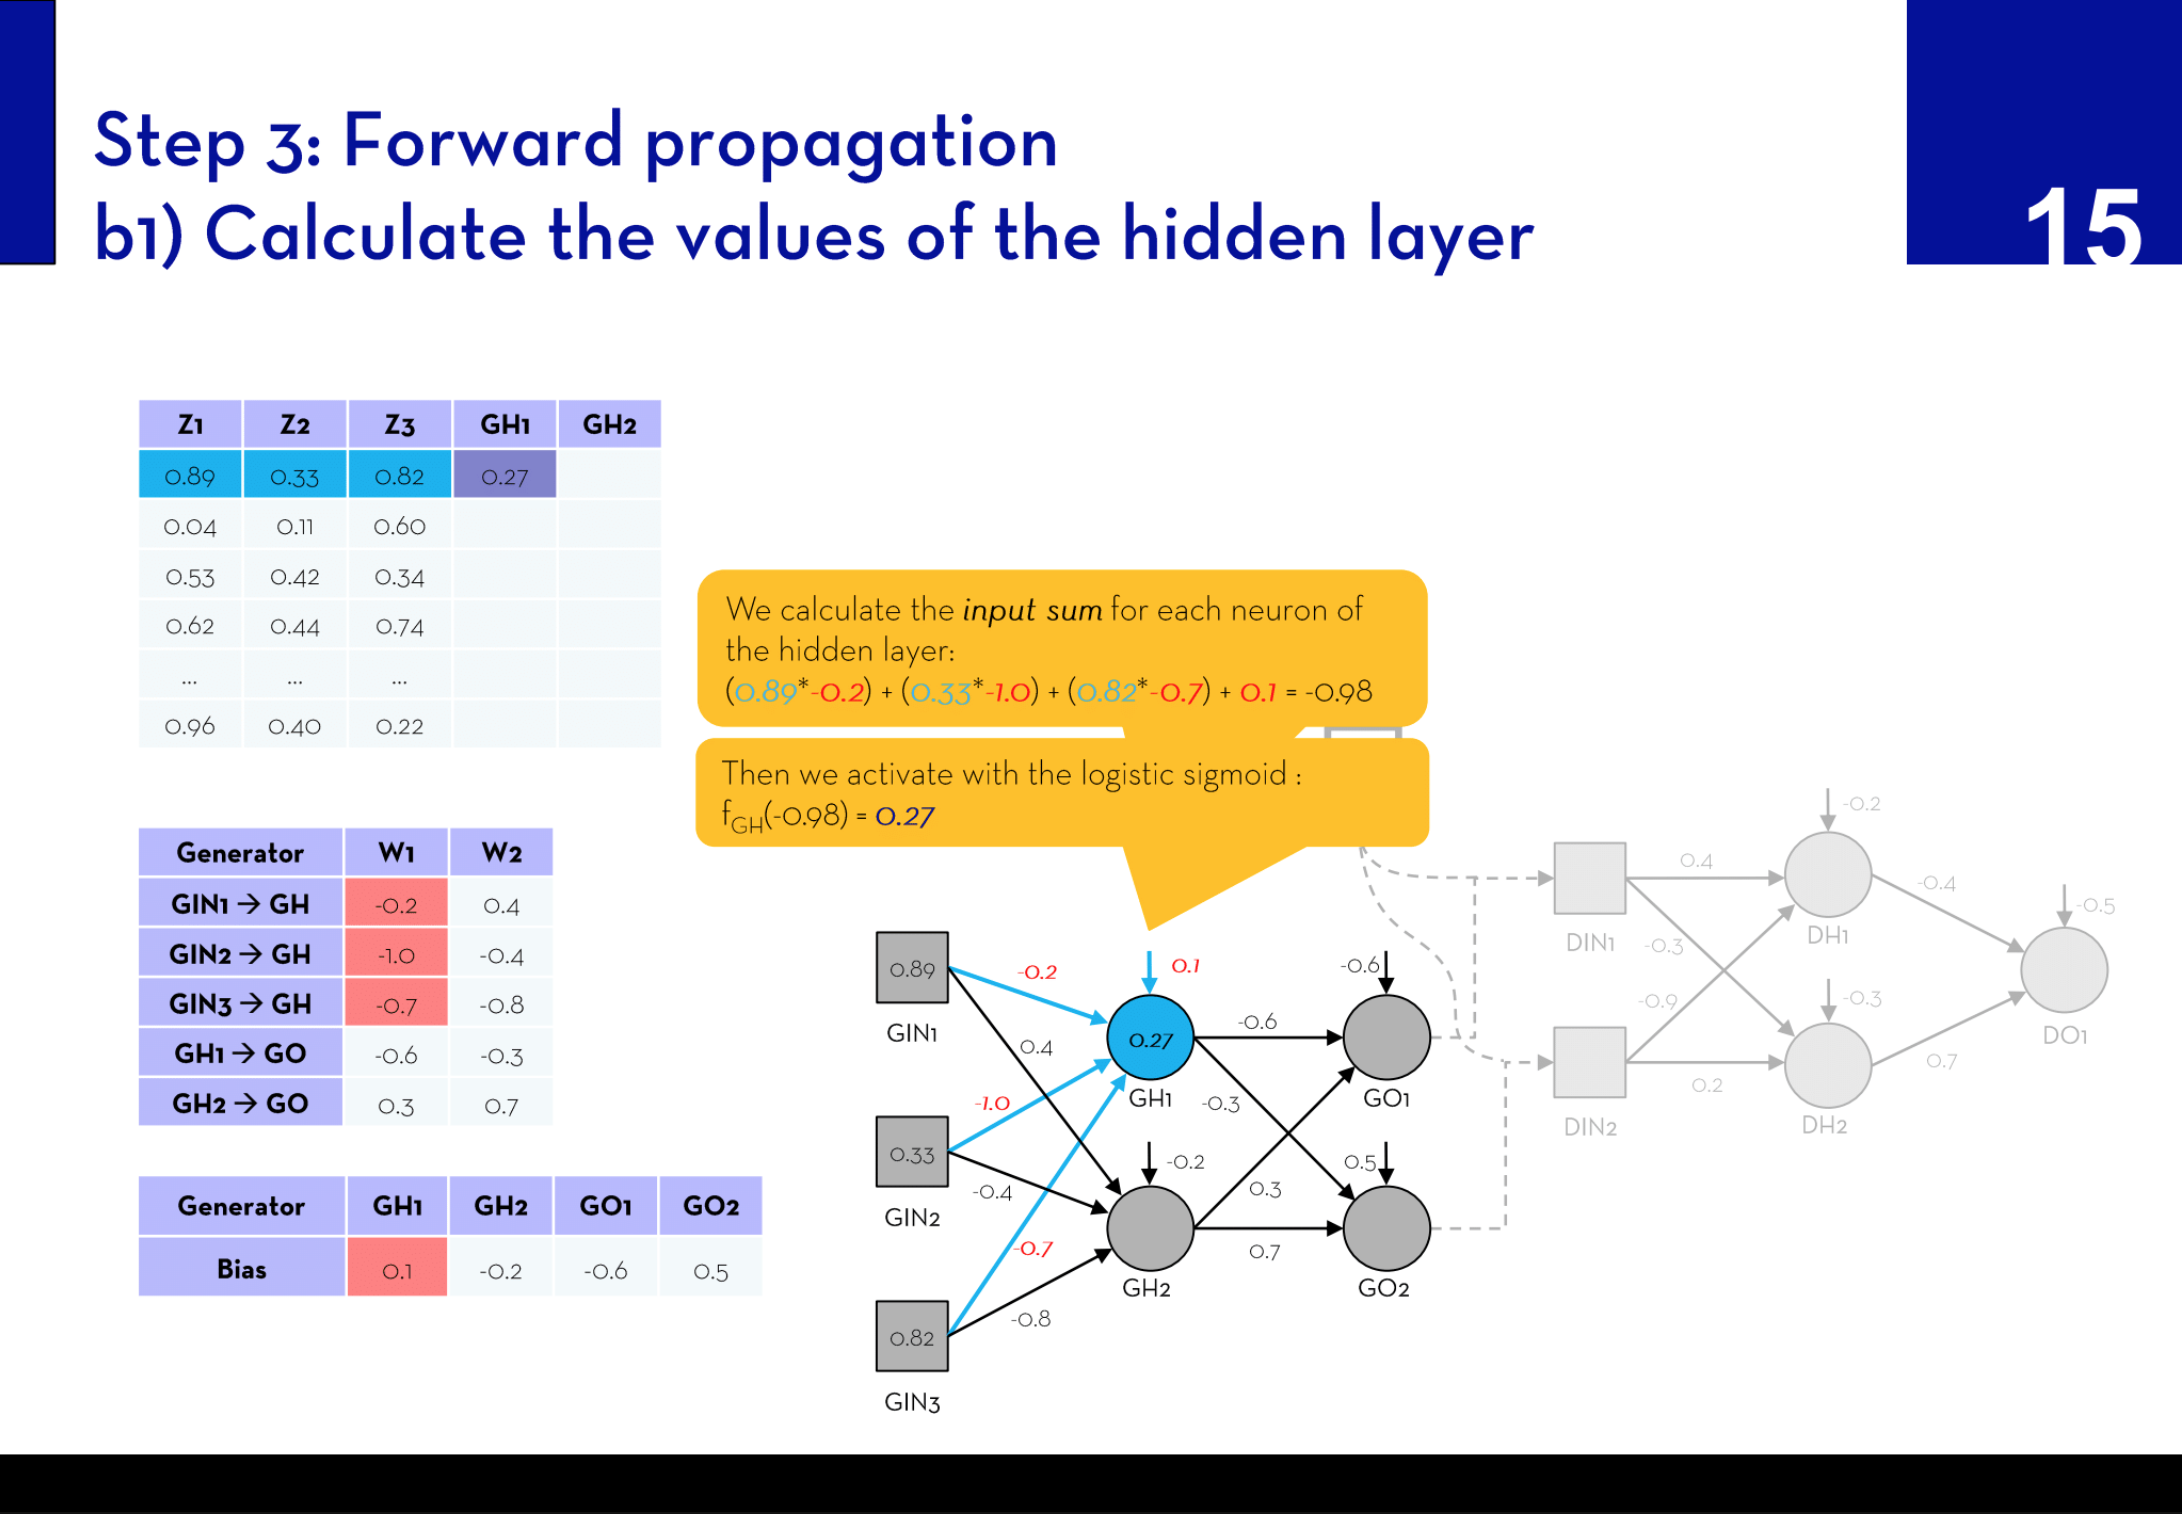 Step 3: Forward propagation
b1) Calculate the values of the hidden layer
15
Z1 Z2 Z3 GH1 GH2
0.89 0.33 0.82 0.27
0.04 0.11 0.60
0.53 0.42 0.34
0.62 0.44 0.74
... ... ...
0.96 0.40 0.22
We calculate the input sum for each neuron of
the hidden layer:
(0.89*-0.2) + (0.33*-1.0) + (0.82*-0.7) + 0.1 = -0.98
Then we activate with the logistic sigmoid :
fGH(-0.98) = 0.27
Generator W1 W2
GIN1 → GH -0.2 0.4
GIN2 → GH -1.0 -0.4
GIN3 → GH -0.7 -0.8
GH1 → GO -0.6 -0.3
GH2 → GO 0.3 0.7
Generator GH1 GH2 GO1 GO2
Bias 0.1 -0.2 -0.6 0.5
0.89
GIN1
0.33
GIN2
0.82
GIN3
-0.2
0.4
-1.0
-0.4
-0.7
-0.8
0.1
0.27
GH1
-0.2
GH2
-0.6
-0.3
0.3
0.7
-0.6
GO1
0.5
GO2
DIN1
DIN2
0.4
-0.3
-0.9
0.2
-0.2
DH1
-0.3
DH2
-0.4
0.7
-0.5
DO1